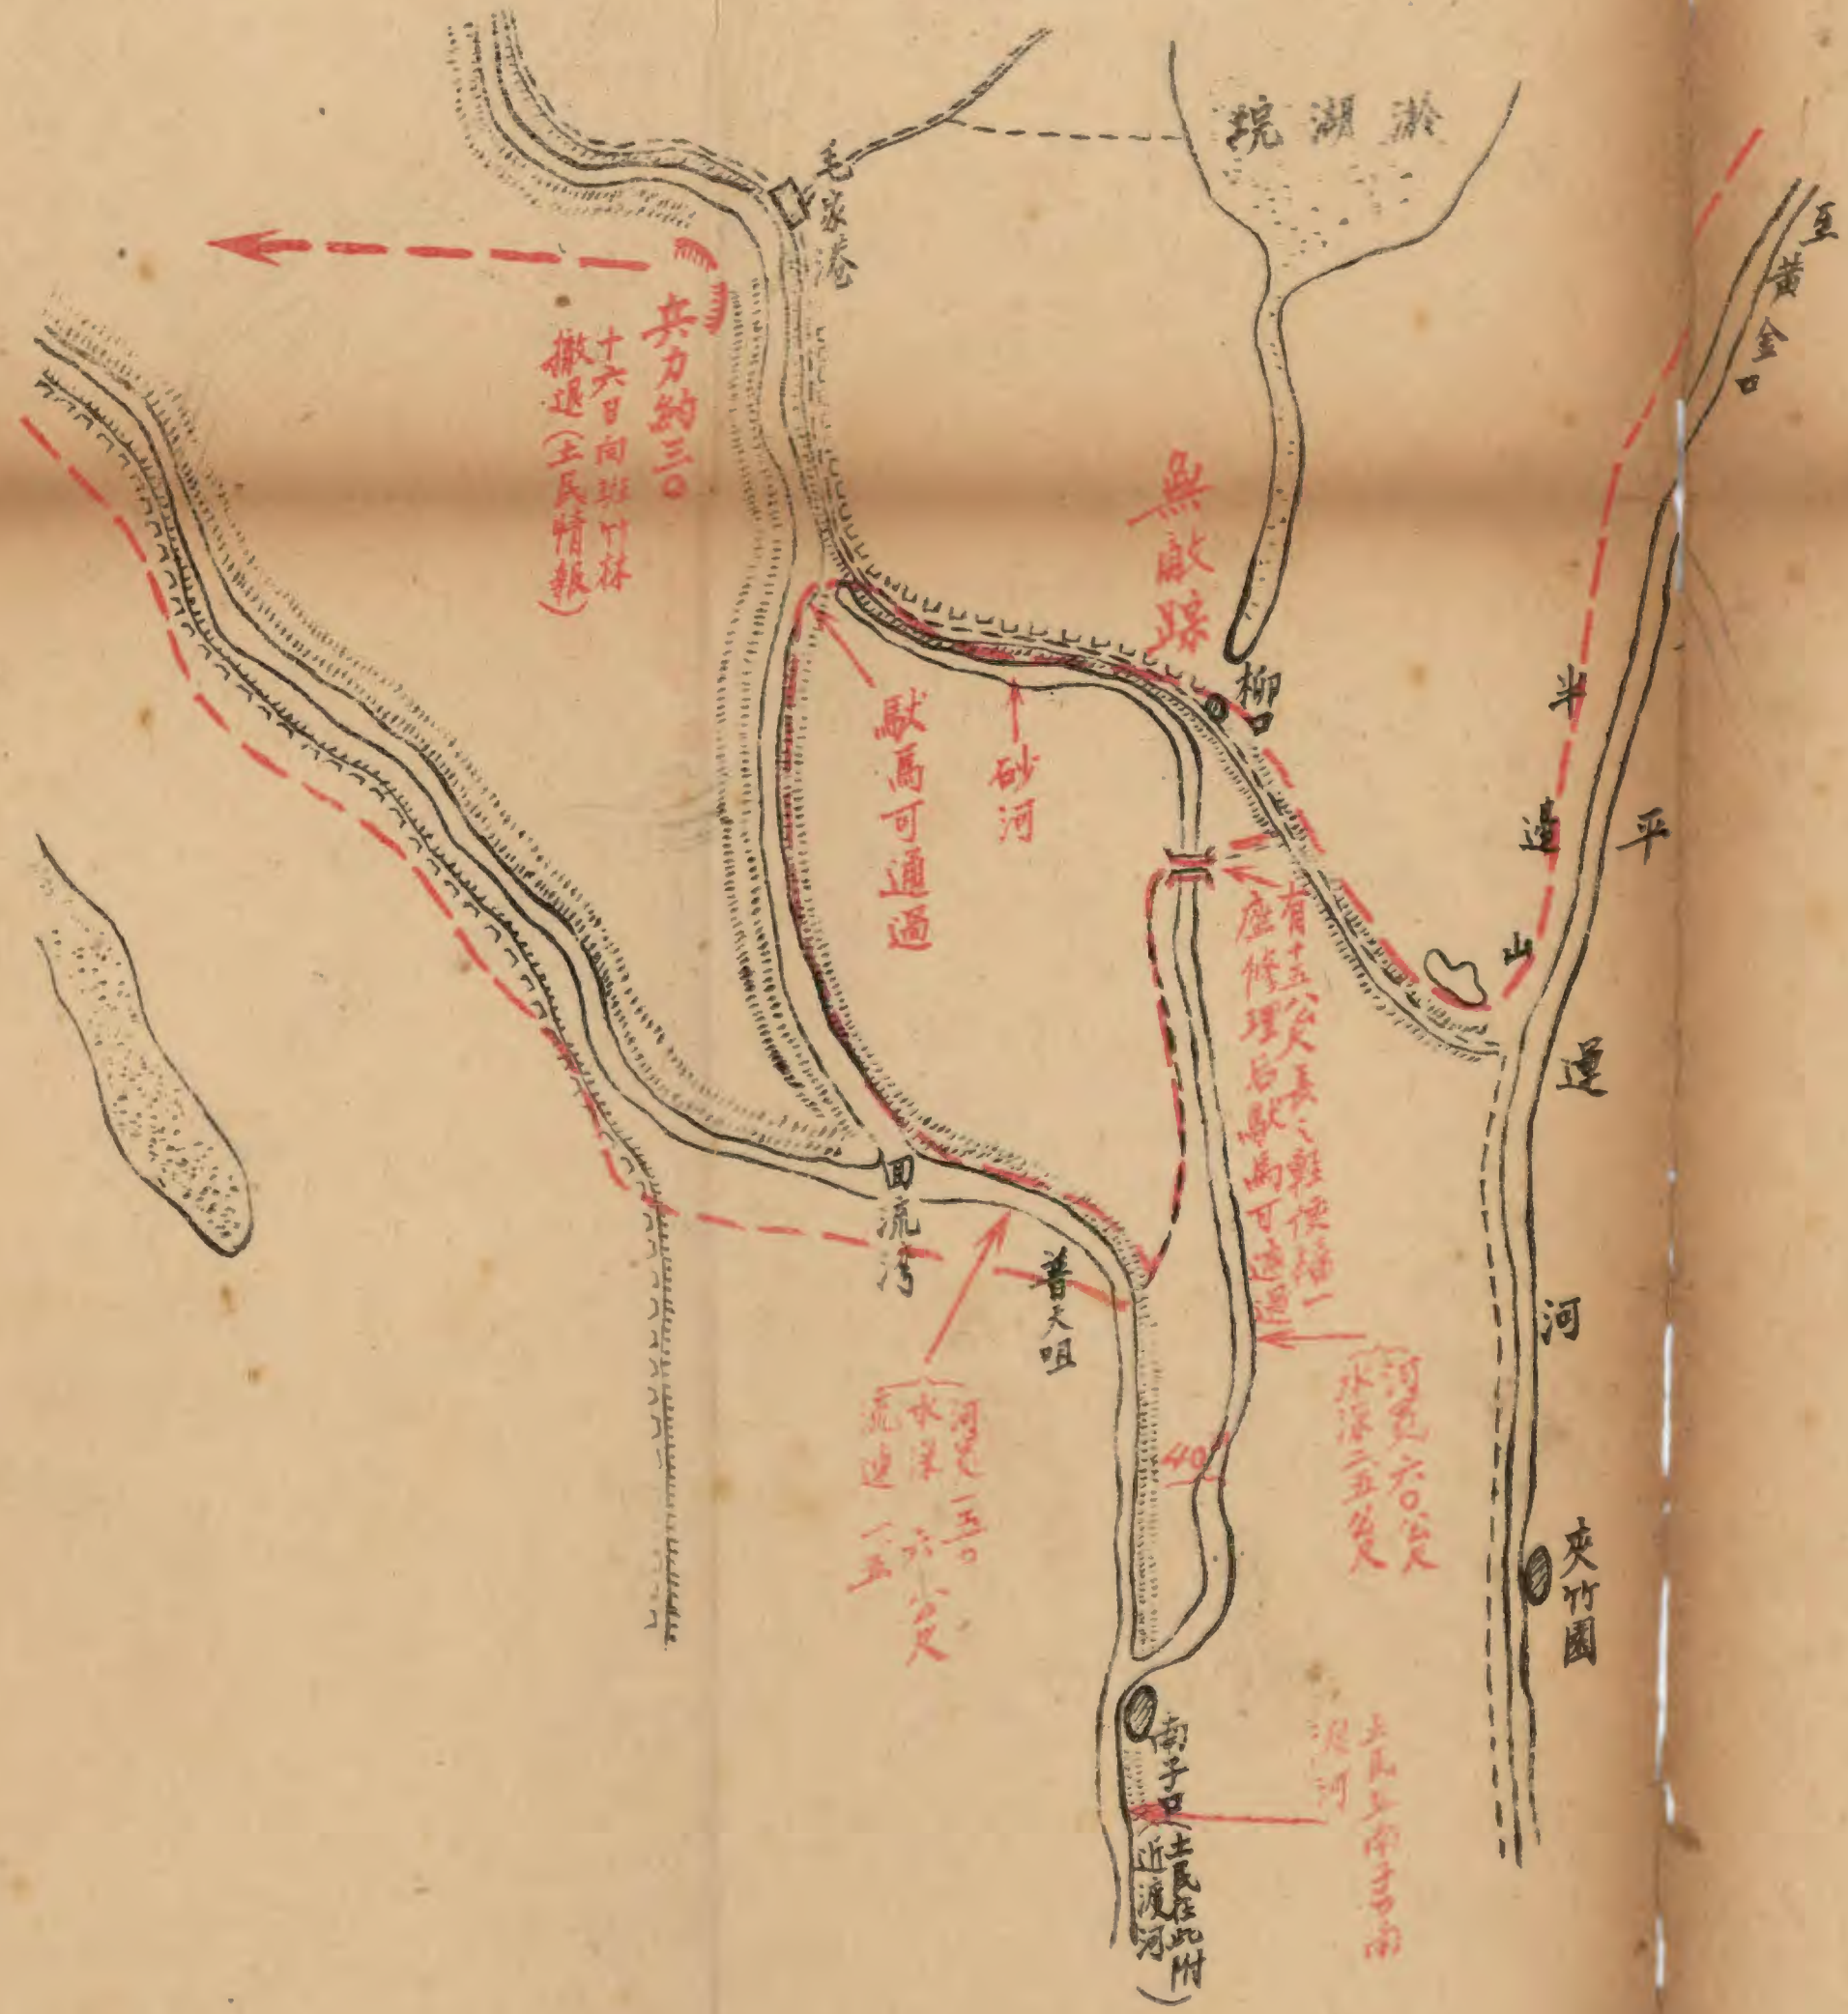 淤湖垸
至黃金口
毛家港
兵力約三〇
十六日向班竹林
撤退(土民情報)
無敵踪
柳口
砂河
馱馬可通過
半邊山
平
運
河
有十五公尺長之輕便橋一
座修理后馱馬可通過
回流湾
普天咀
河寬六〇公尺
水深二五公尺
河寬一五〇
水深 六公尺
流速 一五
40
夾竹園
南子口(土民在此附
近渡河)
土民 南子口南
渡河